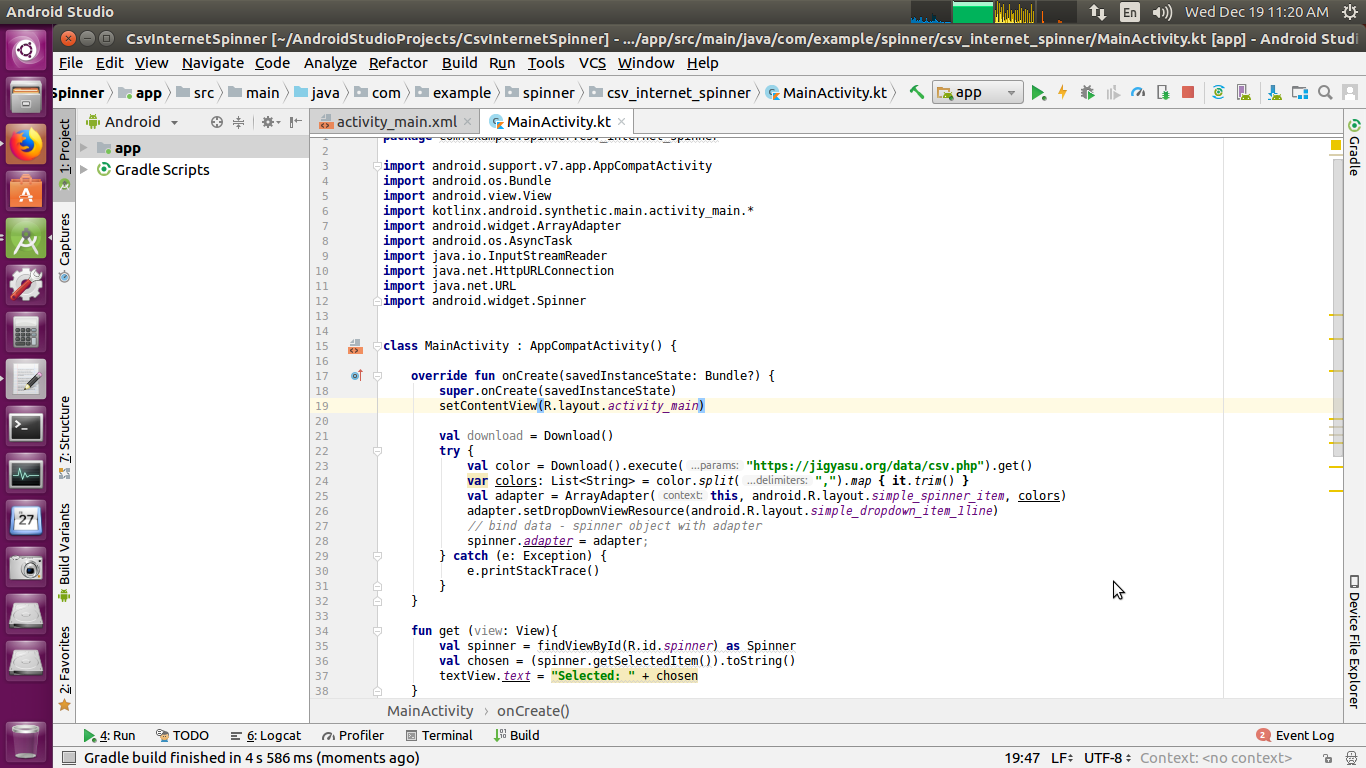 Android Studio
En
Wed Dec 19 11:20 AM
CsvInternetSpinner [~/AndroidStudioProjects/CsvInternetSpinner] - .../app/src/main/java/com/example/spinner/csv_internet_spinner/MainActivity.kt [app] - Android Studi
File Edit View Navigate Code Analyze Refactor Build Run Tools VCS Window Help
Spinner app src main java com example spinner csv_internet_spinner MainActivity.kt app
1: Project
Captures
7: Structure
Build Variants
2: Favorites
27
Android
app
Gradle Scripts
activity_main.xml MainActivity.kt
1 package com.example.spinner.csv_internet_spinner
2
3 import android.support.v7.app.AppCompatActivity
4 import android.os.Bundle
5 import android.view.View
6 import kotlinx.android.synthetic.main.activity_main.*
7 import android.widget.ArrayAdapter
8 import android.os.AsyncTask
9 import java.io.InputStreamReader
10 import java.net.HttpURLConnection
11 import java.net.URL
12 import android.widget.Spinner
13
14
15 class MainActivity : AppCompatActivity() {
16
17 override fun onCreate(savedInstanceState: Bundle?) {
18 super.onCreate(savedInstanceState)
19 setContentView(R.layout.activity_main)
20
21 val download = Download()
22 try {
23 val color = Download().execute( ...params: "https://jigyasu.org/data/csv.php").get()
24 var colors: List<String> = color.split( ...delimiters: ",").map { it.trim() }
25 val adapter = ArrayAdapter( context: this, android.R.layout.simple_spinner_item, colors)
26 adapter.setDropDownViewResource(android.R.layout.simple_dropdown_item_1line)
27 // bind data - spinner object with adapter
28 spinner.adapter = adapter;
29 } catch (e: Exception) {
30 e.printStackTrace()
31 }
32 }
33
34 fun get (view: View){
35 val spinner = findViewById(R.id.spinner) as Spinner
36 val chosen = (spinner.getSelectedItem()).toString()
37 textView.text = "Selected: " + chosen
38 }
Gradle
Device File Explorer
MainActivity › onCreate()
4: Run TODO 6: Logcat Profiler Terminal Build 2 Event Log
Gradle build finished in 4 s 586 ms (moments ago) 19:47 LF UTF-8 Context: <no context>